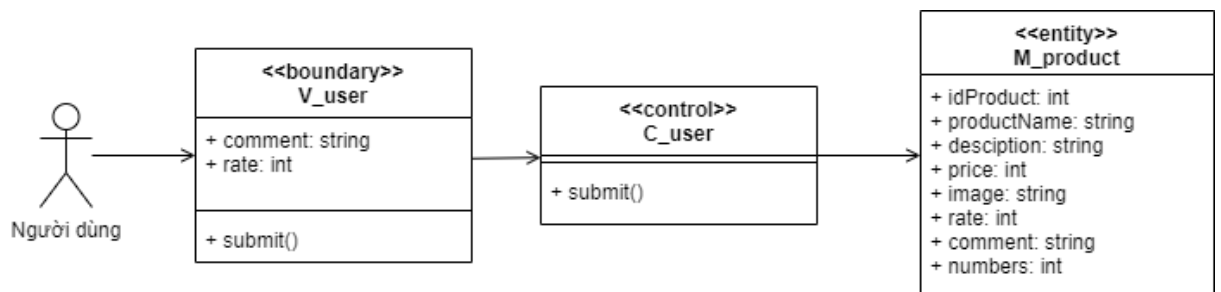 Người dùng
<<boundary>>
V_user
+ comment: string
+ rate: int
+ submit()
<<control>>
C_user
+ submit()
<<entity>>
M_product
+ idProduct: int
+ productName: string
+ desciption: string
+ price: int
+ image: string
+ rate: int
+ comment: string
+ numbers: int